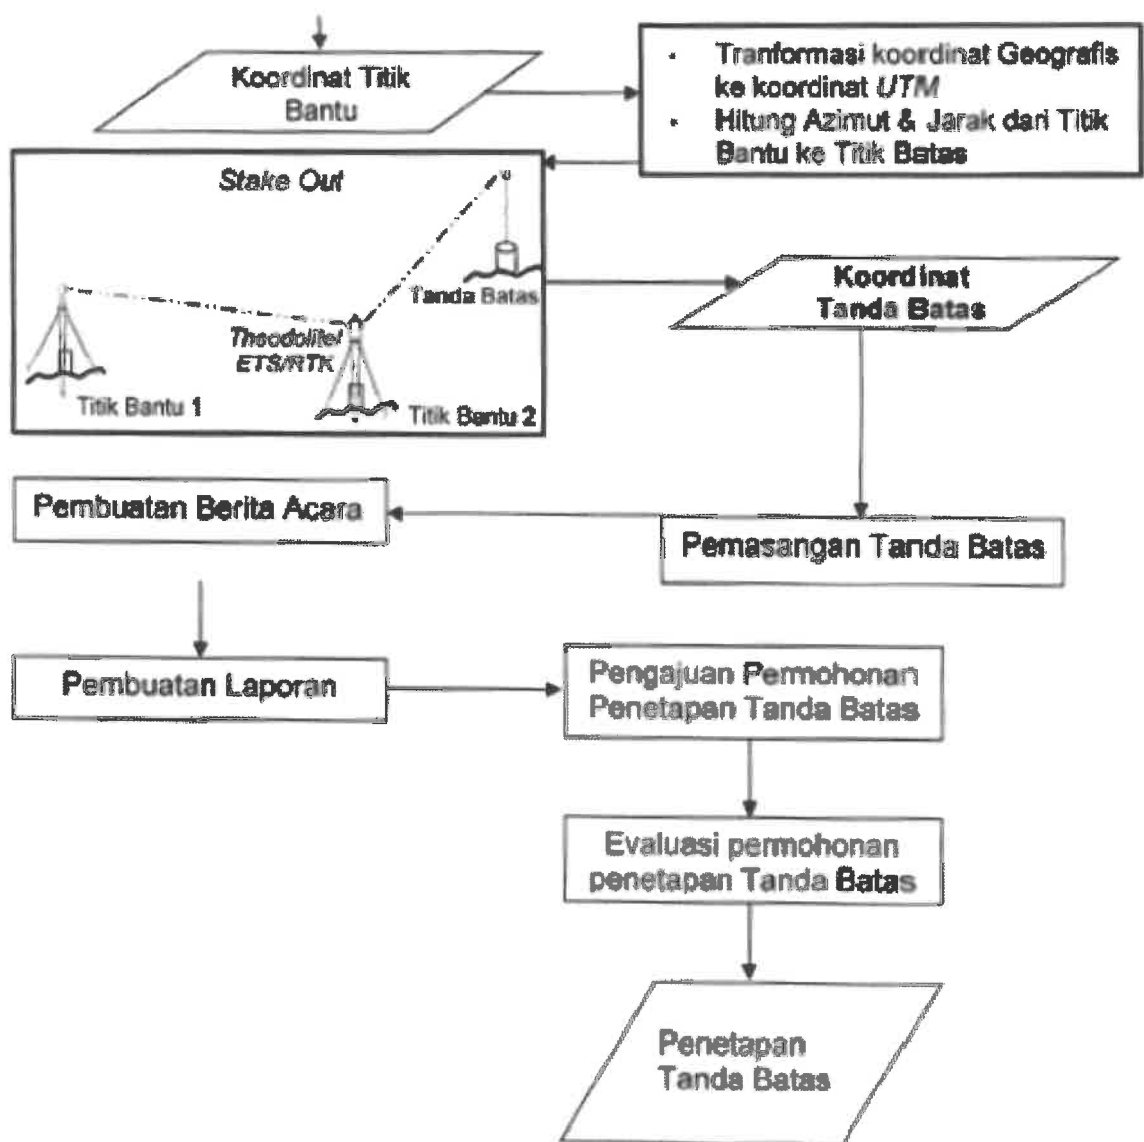 Koordinat Titik
Bantu
• Tranformasi koordinat Geografis
ke koordinat UTM
• Hitung Azimut & Jarak dari Titik
Bantu ke Titik Batas
Stake Out
Tanda Batas
Theodolite/
ETS/RTK
Titik Bantu 1
Titik Bantu 2
Koordinat
Tanda Batas
Pemasangan Tanda Batas
Pembuatan Berita Acara
Pembuatan Laporan
Pengajuan Permohonan
Penetapan Tanda Batas
Evaluasi permohonan
penetapan Tanda Batas
Penetapan
Tanda Batas